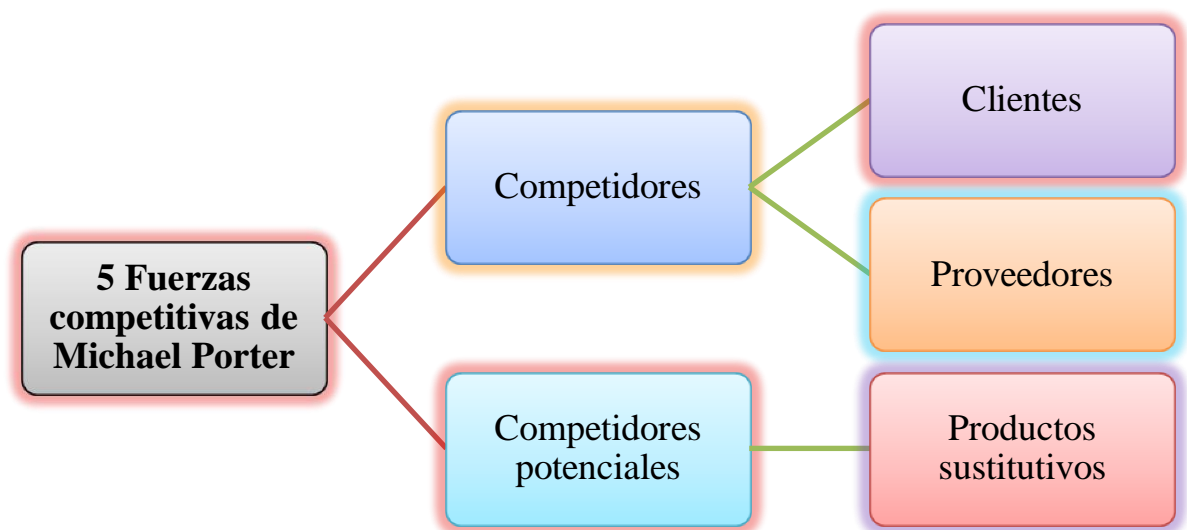 5 Fuerzas
competitivas de
Michael Porter
Competidores
Clientes
Proveedores
Competidores
potenciales
Productos
sustitutivos